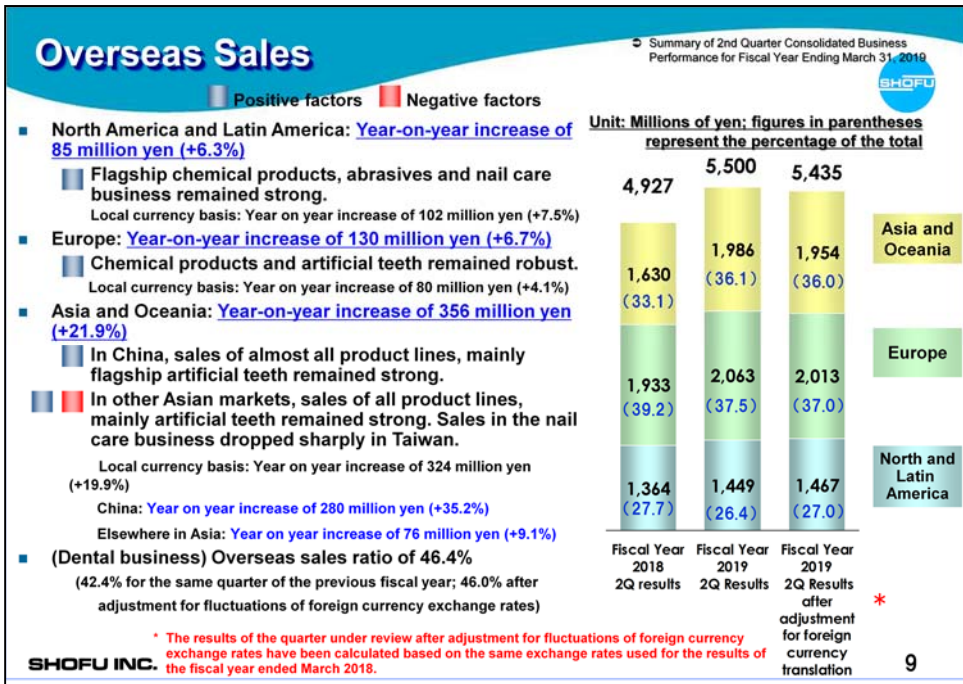 Overseas Sales
➲ Summary of 2nd Quarter Consolidated Business
Performance for Fiscal Year Ending March 31, 2019
SHOFU
Positive factors Negative factors
Unit: Millions of yen; figures in parentheses
represent the percentage of the total
■ North America and Latin America: Year-on-year increase of
85 million yen (+6.3%)
Flagship chemical products, abrasives and nail care
business remained strong.
Local currency basis: Year on year increase of 102 million yen (+7.5%)
■ Europe: Year-on-year increase of 130 million yen (+6.7%)
Chemical products and artificial teeth remained robust.
Local currency basis: Year on year increase of 80 million yen (+4.1%)
■ Asia and Oceania: Year-on-year increase of 356 million yen
(+21.9%)
In China, sales of almost all product lines, mainly
flagship artificial teeth remained strong.
In other Asian markets, sales of all product lines,
mainly artificial teeth remained strong. Sales in the nail
care business dropped sharply in Taiwan.
Local currency basis: Year on year increase of 324 million yen
(+19.9%)
China: Year on year increase of 280 million yen (+35.2%)
Elsewhere in Asia: Year on year increase of 76 million yen (+9.1%)
■ (Dental business) Overseas sales ratio of 46.4%
(42.4% for the same quarter of the previous fiscal year; 46.0% after
adjustment for fluctuations of foreign currency exchange rates)
4,927 5,500 5,435
1,630 1,986 1,954
(33.1) (36.1) (36.0)
1,933 2,063 2,013
(39.2) (37.5) (37.0)
1,364 1,449 1,467
(27.7) (26.4) (27.0)
Asia and
Oceania
Europe
North and
Latin
America
Fiscal Year
2018
2Q results
Fiscal Year
2019
2Q Results
Fiscal Year
2019
2Q Results
after
adjustment
for foreign
currency
translation
*
* The results of the quarter under review after adjustment for fluctuations of foreign currency
exchange rates have been calculated based on the same exchange rates used for the results of
the fiscal year ended March 2018.
SHOFU INC.
9